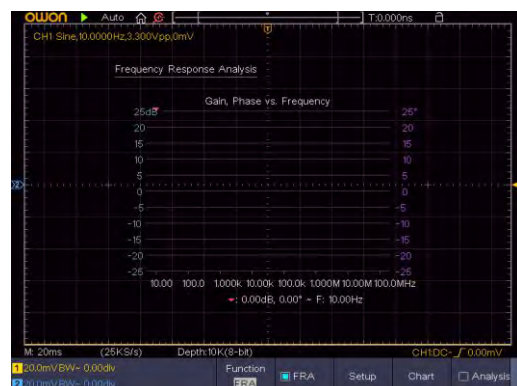 OWON Auto T:0.000ns
CH1 Sine,10.0000Hz,3.300Vpp,0mV
Frequency Response Analysis
Gain, Phase vs. Frequency
25dB 25°
20 20
15 15
10 10
5 5
0 0
-5 -5
-10 -10
-15 -15
-20 -20
-25 -25
10.00 100.0 1.000k 10.00k 100.0k 1.000M 10.00M 100.0MHz
: 0.00dB, 0.00° ~ F: 10.00Hz
M: 20ms (25KS/s) Depth:10K(8-bit) CH1:DC- 0.00mV
1 20.0mV BW~ 0.00div
2 20.0mV BW~ 0.00div
Function
FRA
FRA
Setup
Chart
Analysis